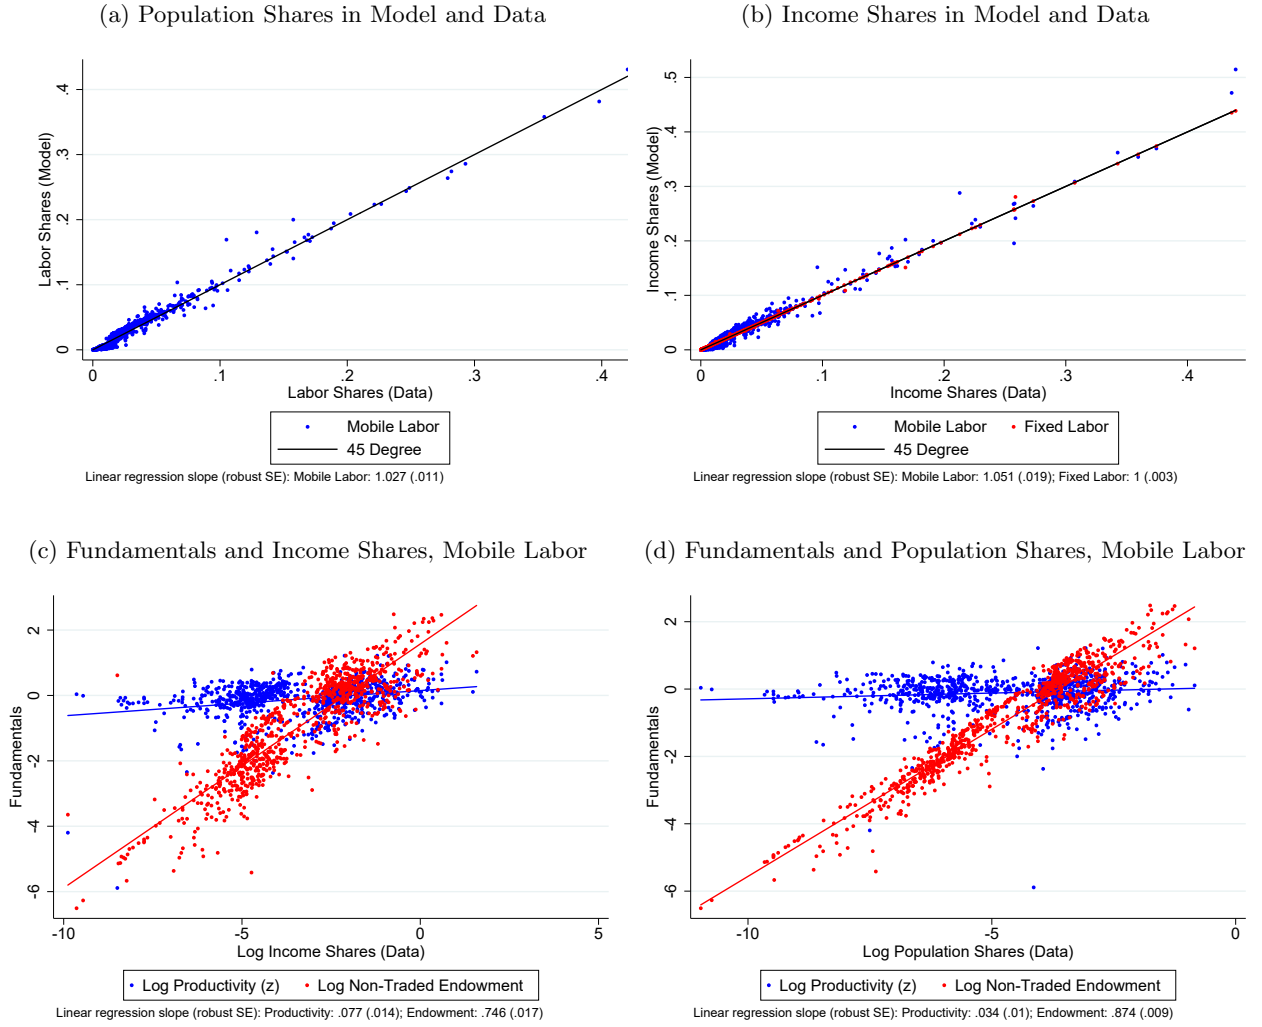 (a) Population Shares in Model and Data
Labor Shares (Model)
.4
.3
.2
.1
0
0 .1 .2 .3 .4
Labor Shares (Data)
Mobile Labor
45 Degree
Linear regression slope (robust SE): Mobile Labor: 1.027 (.011)
(b) Income Shares in Model and Data
Income Shares (Model)
.5
.4
.3
.2
.1
0
0 .1 .2 .3 .4
Income Shares (Data)
Mobile Labor Fixed Labor
45 Degree
Linear regression slope (robust SE): Mobile Labor: 1.051 (.019); Fixed Labor: 1 (.003)
(c) Fundamentals and Income Shares, Mobile Labor
Fundamentals
2
0
-2
-4
-6
-10 -5 0 5
Log Income Shares (Data)
Log Productivity (z) Log Non-Traded Endowment
Linear regression slope (robust SE): Productivity: .077 (.014); Endowment: .746 (.017)
(d) Fundamentals and Population Shares, Mobile Labor
Fundamentals
2
0
-2
-4
-6
-10 -5 0
Log Population Shares (Data)
Log Productivity (z) Log Non-Traded Endowment
Linear regression slope (robust SE): Productivity: .034 (.01); Endowment: .874 (.009)